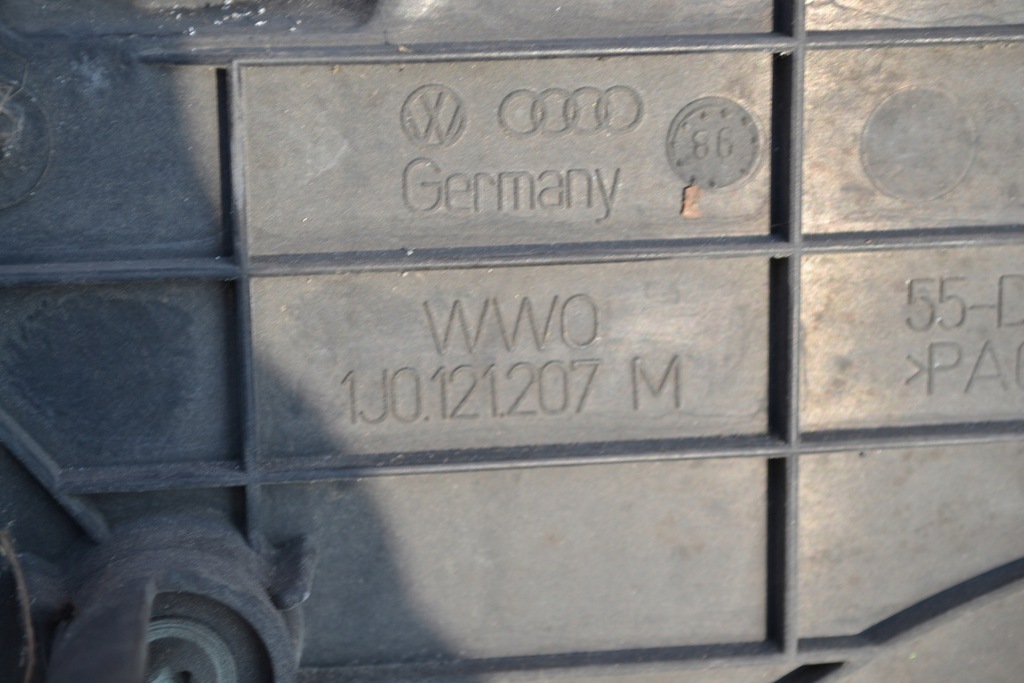 86
Germany
WWO
1J0.121.207 M
55-D
>PA